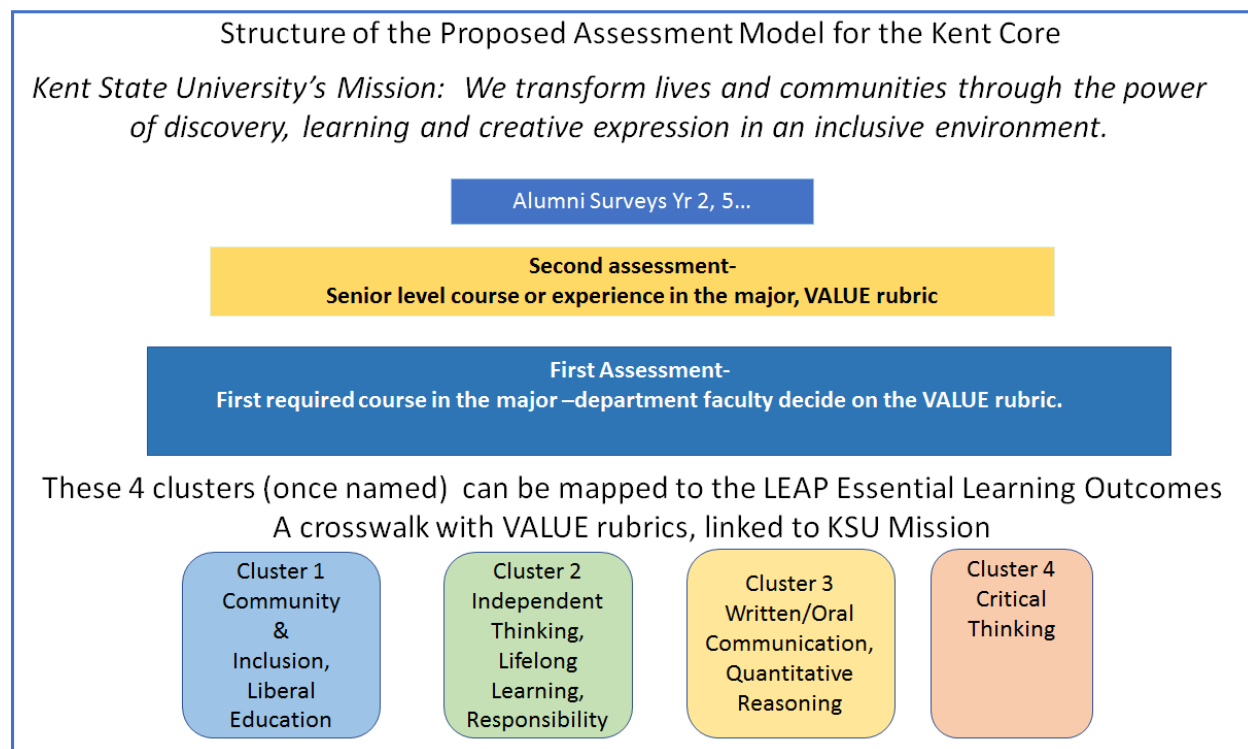 Structure of the Proposed Assessment Model for the Kent Core
Kent State University's Mission: We transform lives and communities through the power
of discovery, learning and creative expression in an inclusive environment.
Alumni Surveys Yr 2, 5...
Second assessment-
Senior level course or experience in the major, VALUE rubric
First Assessment-
First required course in the major –department faculty decide on the VALUE rubric.
These 4 clusters (once named) can be mapped to the LEAP Essential Learning Outcomes
A crosswalk with VALUE rubrics, linked to KSU Mission
Cluster 1
Community
&
Inclusion,
Liberal
Education
Cluster 2
Independent
Thinking,
Lifelong
Learning,
Responsibility
Cluster 3
Written/Oral
Communication,
Quantitative
Reasoning
Cluster 4
Critical
Thinking